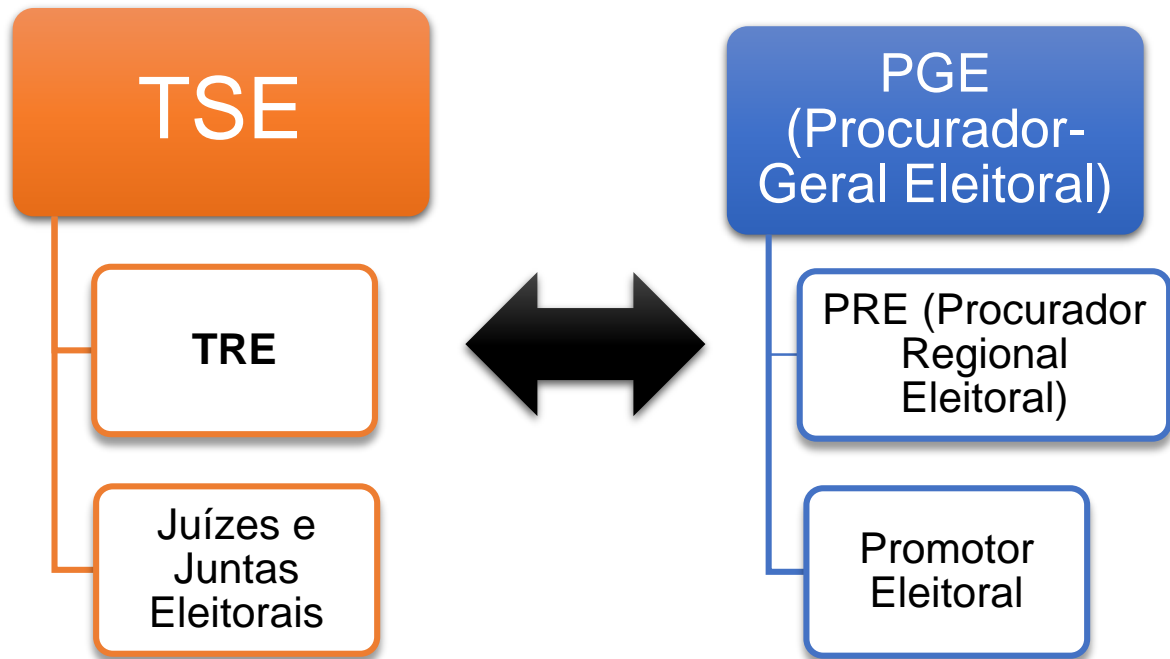 TSE
TRE
Juízes e
Juntas
Eleitorais
PGE
(Procurador-
Geral Eleitoral)
PRE (Procurador
Regional
Eleitoral)
Promotor
Eleitoral